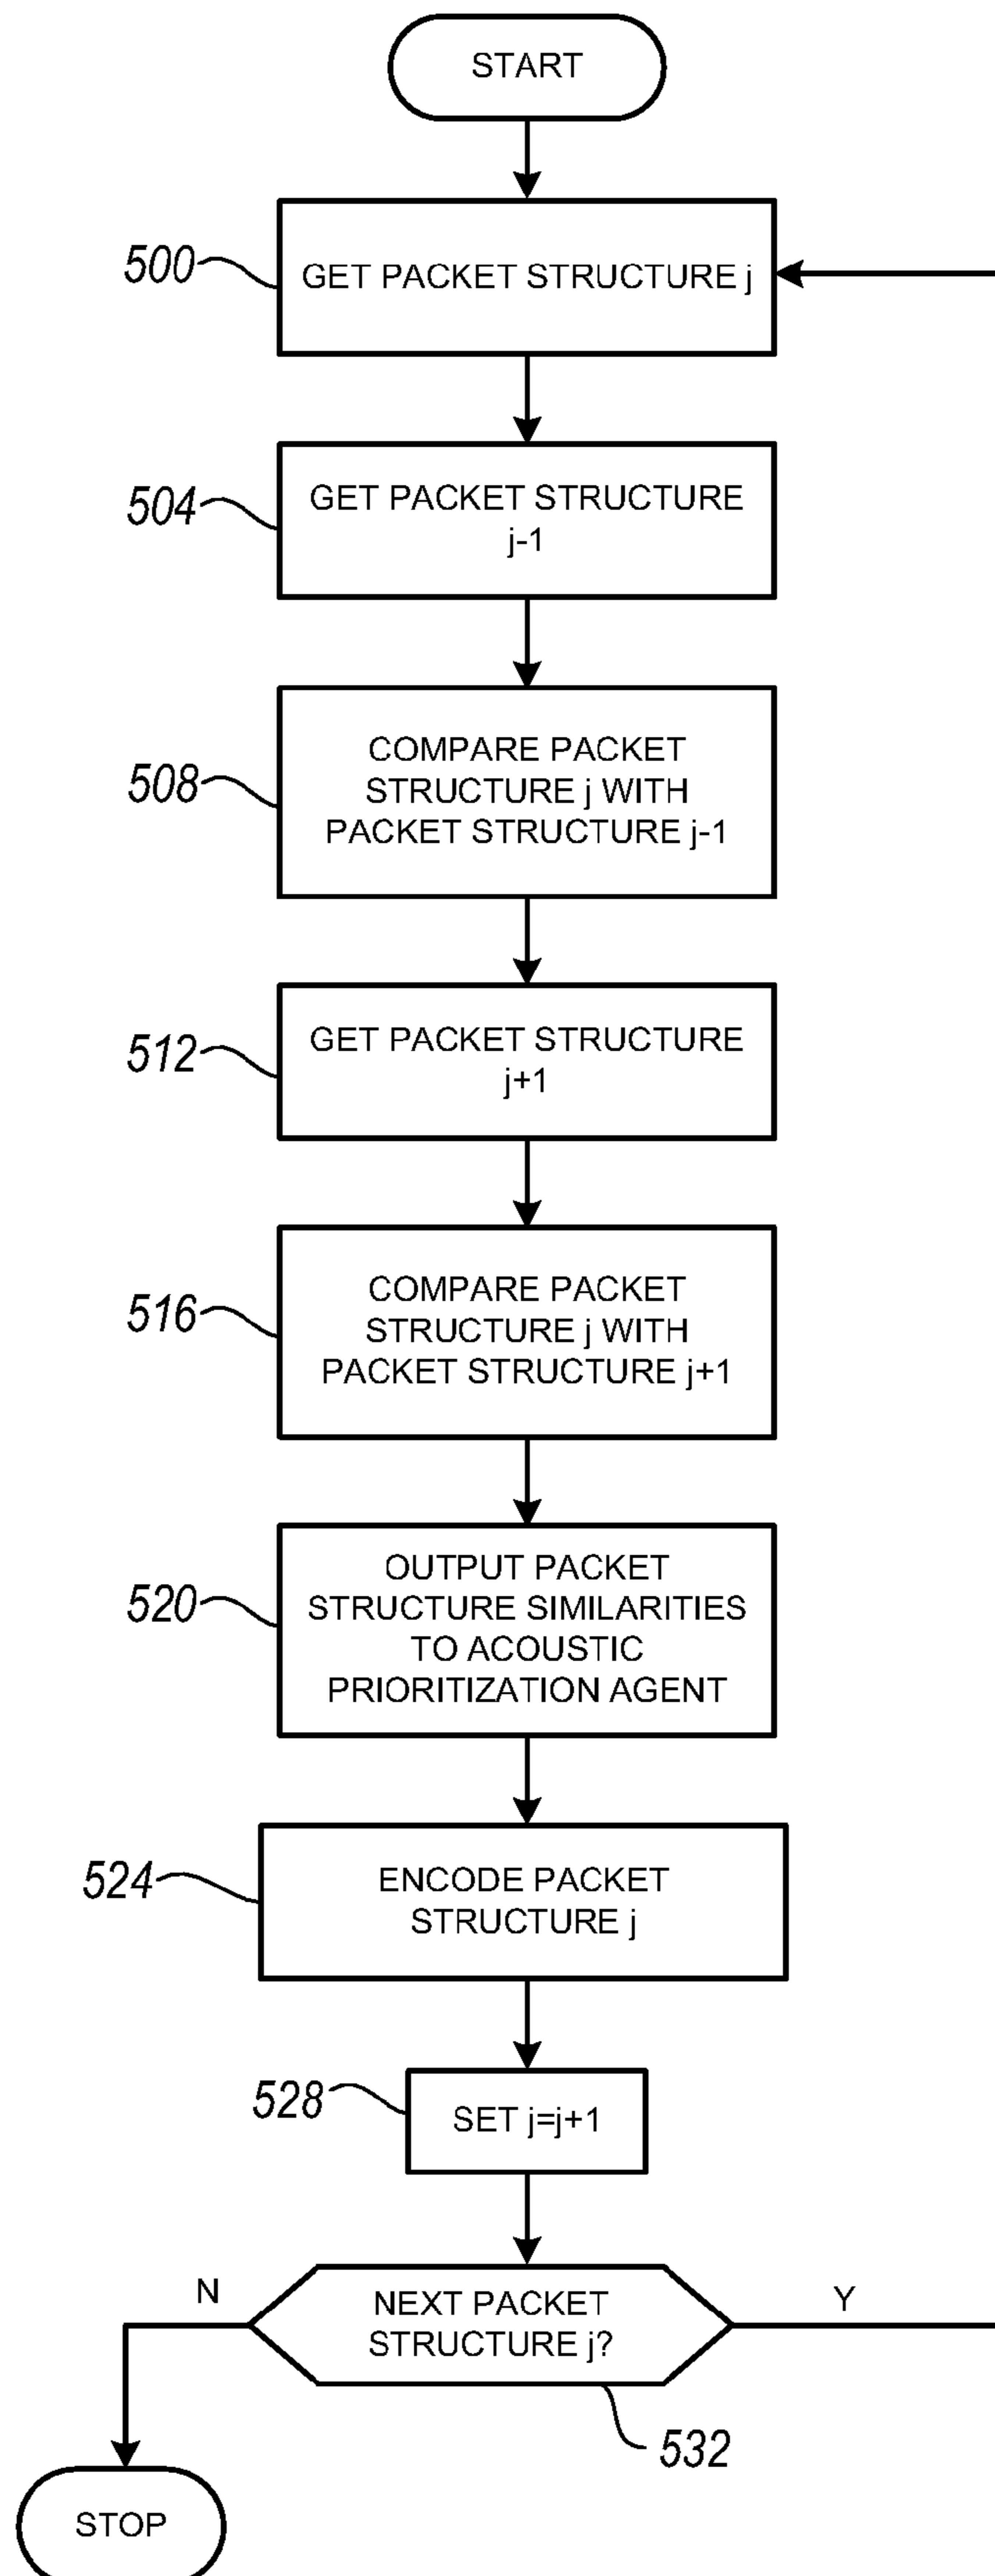 START
500
GET PACKET STRUCTURE j
504
GET PACKET STRUCTURE
j-1
508
COMPARE PACKET
STRUCTURE j WITH
PACKET STRUCTURE j-1
512
GET PACKET STRUCTURE
j+1
516
COMPARE PACKET
STRUCTURE j WITH
PACKET STRUCTURE j+1
520
OUTPUT PACKET
STRUCTURE SIMILARITIES
TO ACOUSTIC
PRIORITIZATION AGENT
524
ENCODE PACKET
STRUCTURE j
528
SET j=j+1
N
NEXT PACKET
STRUCTURE j?
Y
532
STOP